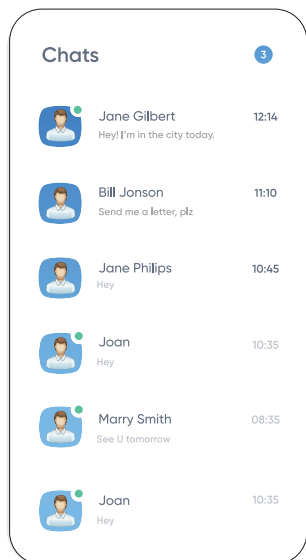 Chats
3
Jane Gilbert
12:14
Hey! I'm in the city today.
Bill Jonson
11:10
Send me a letter, plz
Jane Philips
10:45
Hey
Joan
10:35
Hey
Marry Smith
08:35
See U tomorrow
Joan
10:35
Hey